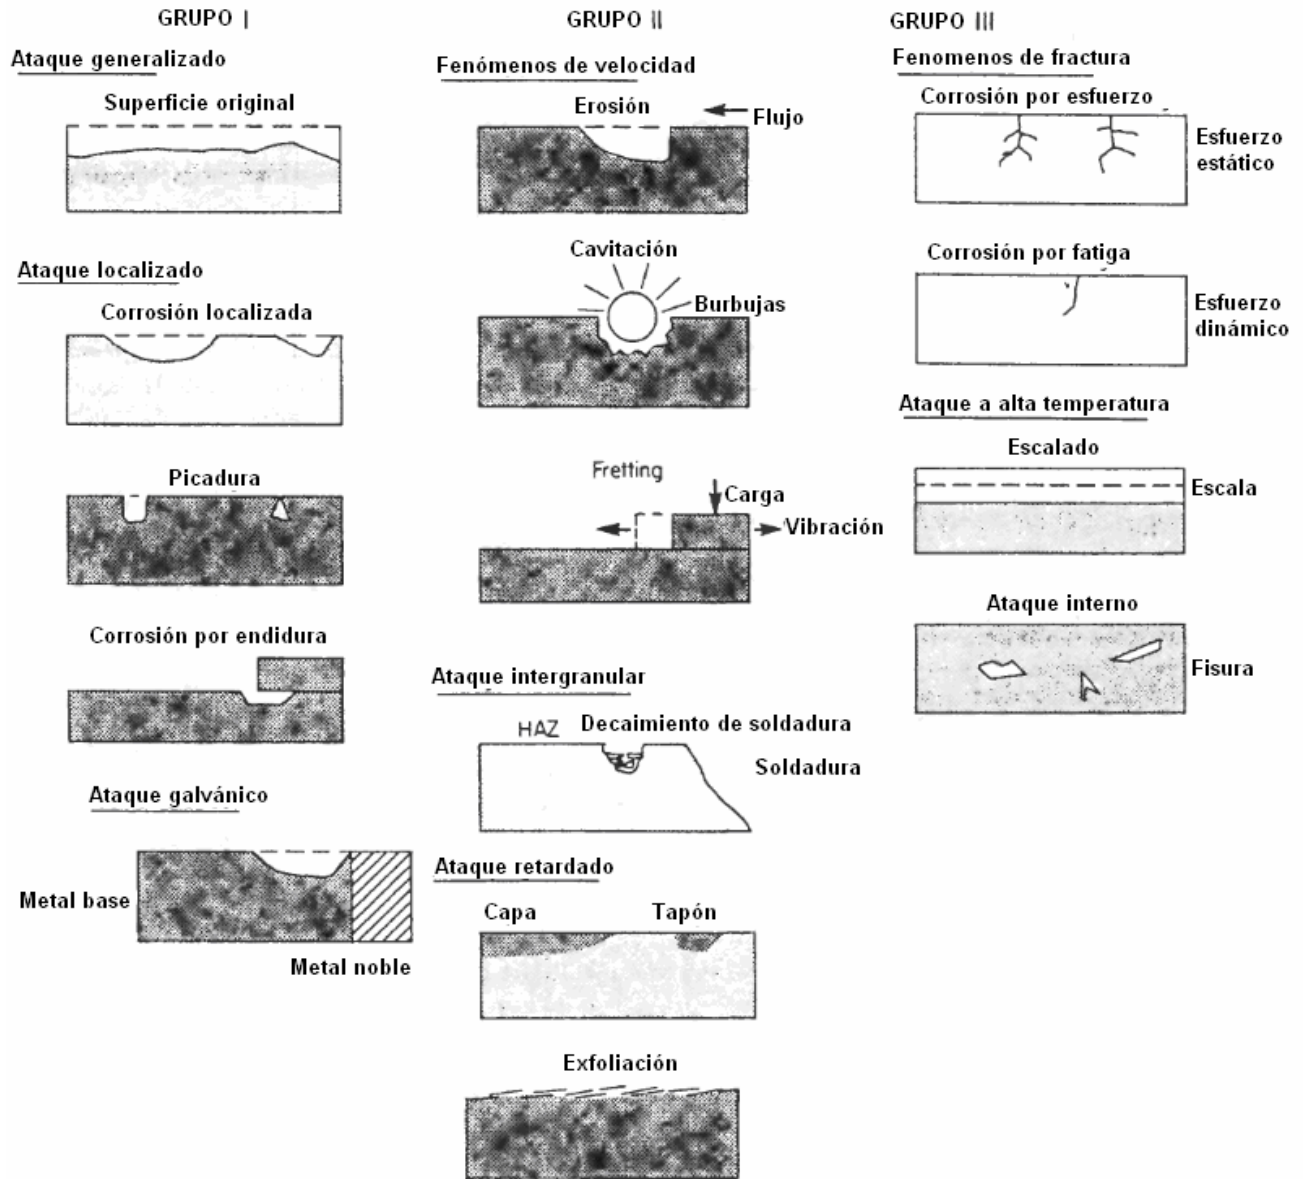 GRUPO I
Ataque generalizado
Superficie original
Ataque localizado
Corrosión localizada
Picadura
Corrosión por endidura
Ataque galvánico
Metal base
Metal noble
GRUPO II
Fenómenos de velocidad
Erosión
Flujo
Cavitación
Burbujas
Fretting
Carga
Vibración
Ataque intergranular
HAZ
Decaimiento de soldadura
Soldadura
Ataque retardado
Capa
Tapón
Exfoliación
GRUPO III
Fenomenos de fractura
Corrosión por esfuerzo
Esfuerzo
estático
Corrosión por fatiga
Esfuerzo
dinámico
Ataque a alta temperatura
Escalado
Escala
Ataque interno
Fisura